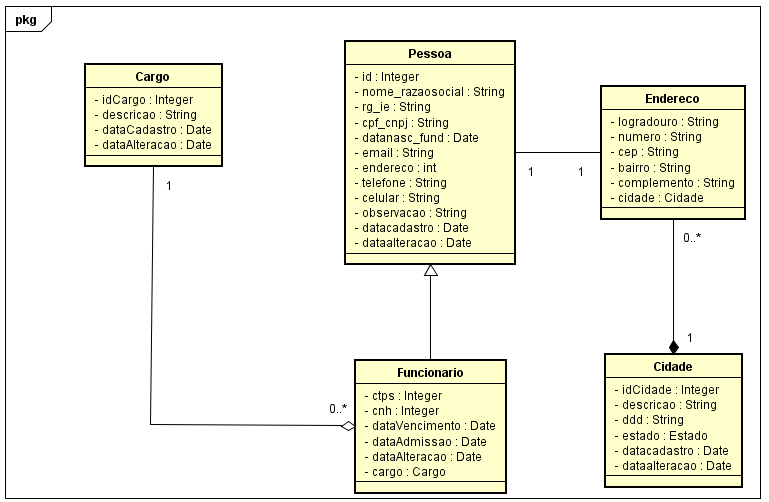 pkg
Cargo
- idCargo : Integer
- descricao : String
- dataCadastro : Date
- dataAlteracao : Date
1
Pessoa
- id : Integer
- nome_razaosocial : String
- rg_ie : String
- cpf_cnpj : String
- datanasc_fund : Date
- email : String
- endereco : int
- telefone : String
- celular : String
- observacao : String
- datacadastro : Date
- dataalteracao : Date
1
1
Endereco
- logradouro : String
- numero : String
- cep : String
- bairro : String
- complemento : String
- cidade : Cidade
0..*
1
Funcionario
- ctps : Integer
- cnh : Integer
- dataVencimento : Date
- dataAdmissao : Date
- dataAlteracao : Date
- cargo : Cargo
0..*
Cidade
- idCidade : Integer
- descricao : String
- ddd : String
- estado : Estado
- datacadastro : Date
- dataalteracao : Date